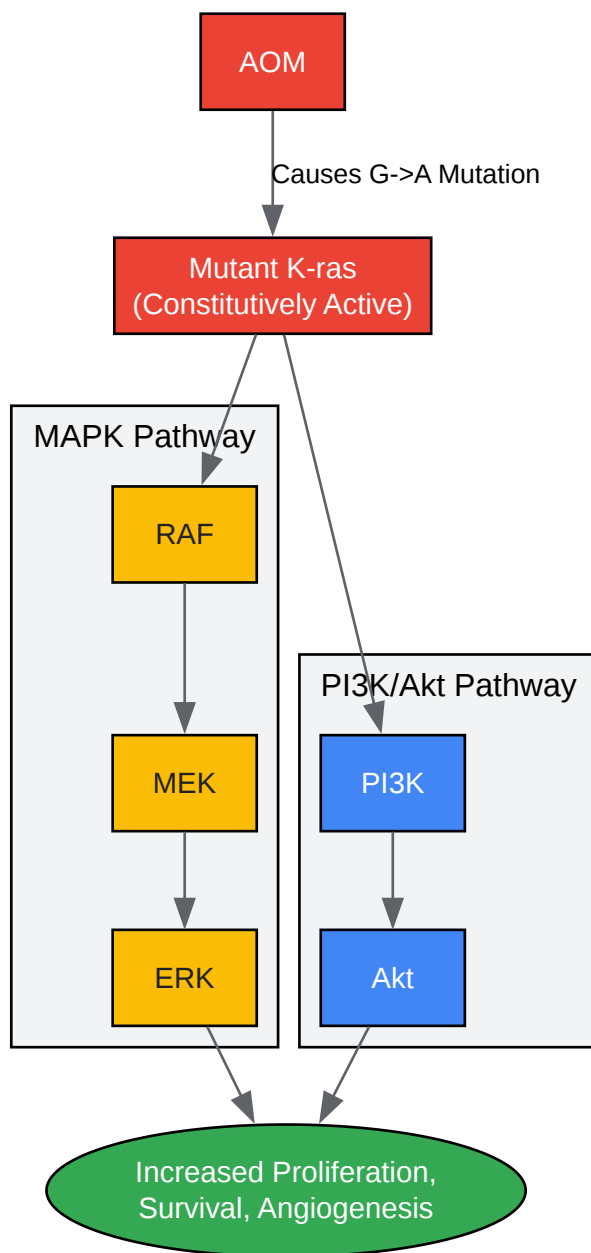 AOM
Causes G->A Mutation
Mutant K-ras
(Constitutively Active)
MAPK Pathway
RAF
PI3K/Akt Pathway
MEK
PI3K
ERK
Akt
Increased Proliferation,
Survival, Angiogenesis